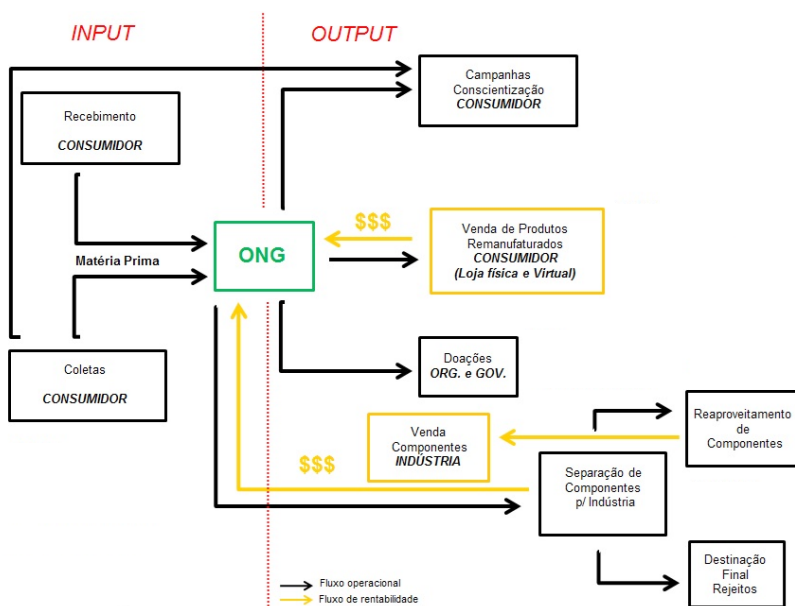 INPUT
OUTPUT
Campanhas
Conscientização
CONSUMIDOR
Recebimento
CONSUMIDOR
$$$
Venda de Produtos
Remanufaturados
CONSUMIDOR
(Loja física e Virtual)
ONG
Matéria Prima
Coletas
CONSUMIDOR
Doações
ORG. e GOV.
Venda
Componentes
INDÚSTRIA
Reaproveitamento
de
Componentes
$$$
Separação de
Componentes
p/ Indústria
Destinação
Final
Rejeitos
Fluxo operacional
Fluxo de rentabilidade